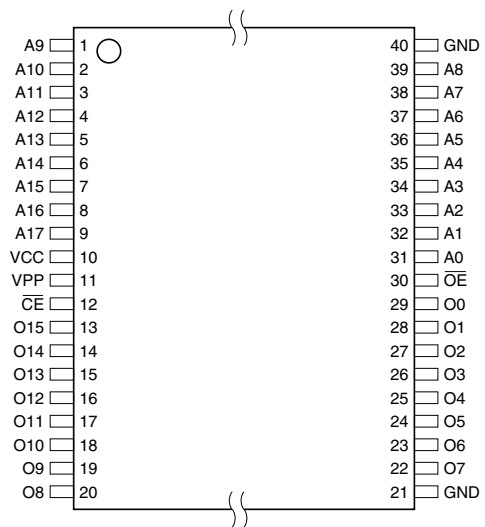 A9 1 40 GND
A10 2 39 A8
A11 3 38 A7
A12 4 37 A6
A13 5 36 A5
A14 6 35 A4
A15 7 34 A3
A16 8 33 A2
A17 9 32 A1
VCC 10 31 A0
VPP 11 30 O̅E̅
C̅E̅ 12 29 O0
O15 13 28 O1
O14 14 27 O2
O13 15 26 O3
O12 16 25 O4
O11 17 24 O5
O10 18 23 O6
O9 19 22 O7
O8 20 21 GND